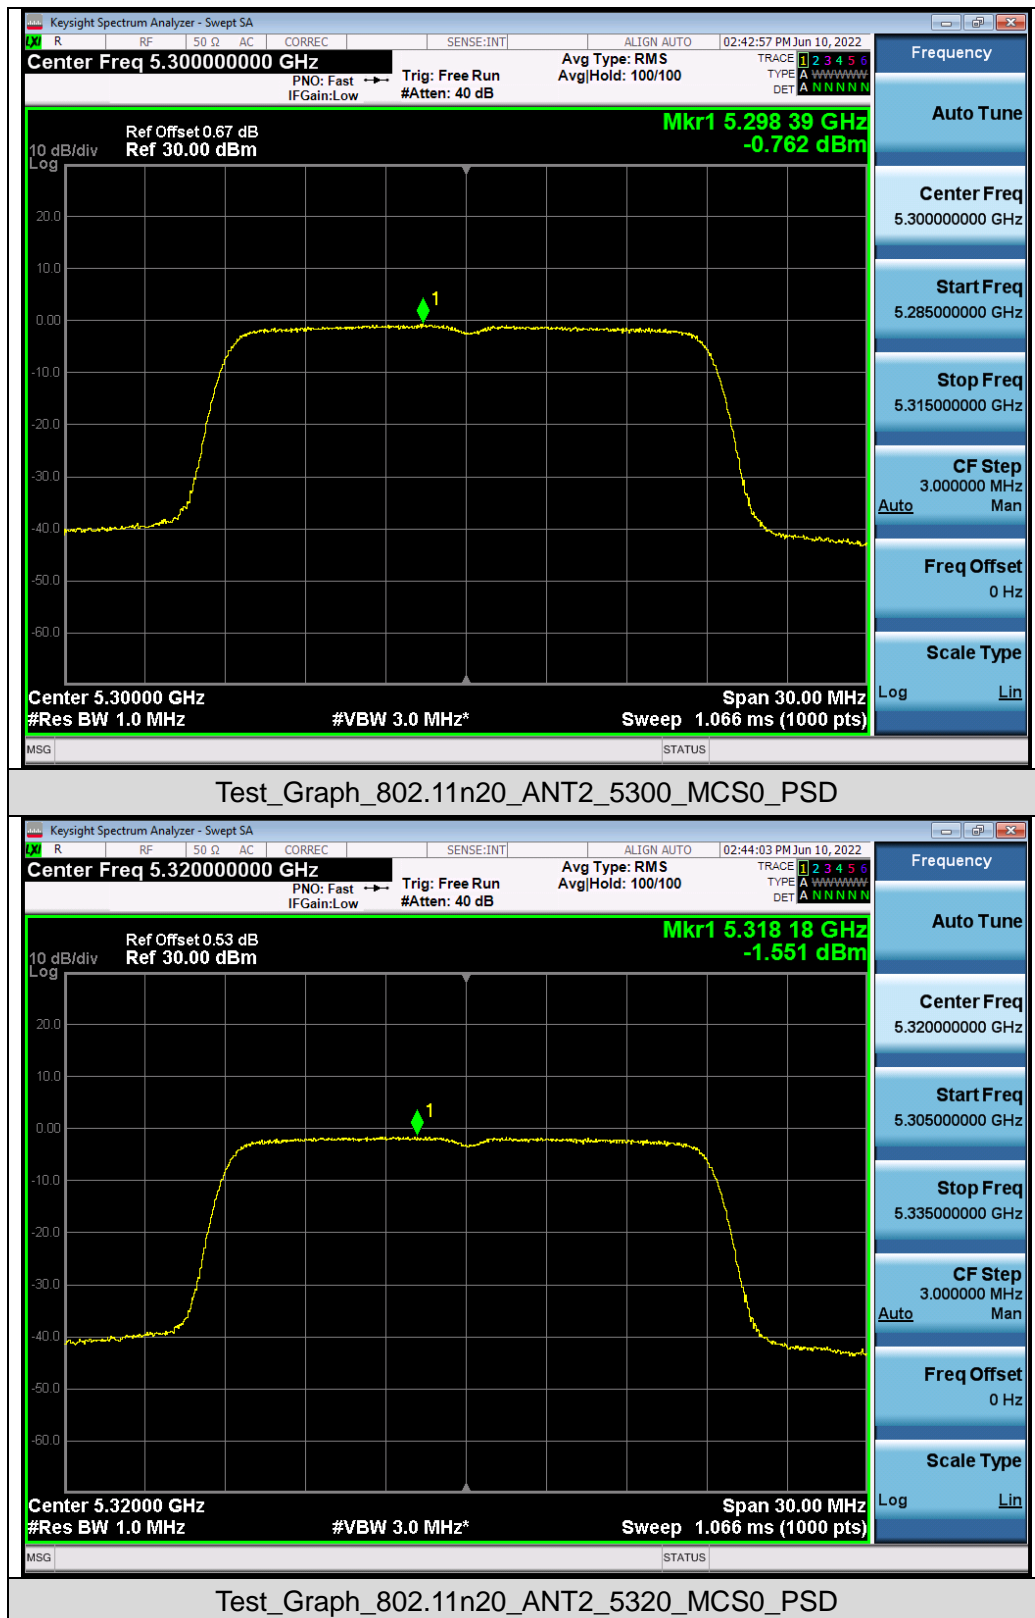 Keysight Spectrum Analyzer - Swept SA
LXI R RF 50 Ω AC CORREC SENSE:INT ALIGN AUTO 02:42:57 PM Jun 10, 2022
Center Freq 5.300000000 GHz
PNO: Fast
IFGain:Low
Trig: Free Run
#Atten: 40 dB
Avg Type: RMS
Avg|Hold: 100/100
TRACE 1 2 3 4 5 6
TYPE A WWWWW
DET A N N N N N
Ref Offset 0.67 dB
Ref 30.00 dBm
10 dB/div
Log
Mkr1 5.298 39 GHz
-0.762 dBm
20.0
10.0
0.00
-10.0
-20.0
-30.0
-40.0
-50.0
-60.0
1
Center 5.30000 GHz
#Res BW 1.0 MHz
#VBW 3.0 MHz*
Span 30.00 MHz
Sweep 1.066 ms (1000 pts)
MSG
STATUS
Frequency
Auto Tune
Center Freq
5.300000000 GHz
Start Freq
5.285000000 GHz
Stop Freq
5.315000000 GHz
CF Step
3.000000 MHz
Auto Man
Freq Offset
0 Hz
Scale Type
Log Lin
Test_Graph_802.11n20_ANT2_5300_MCS0_PSD
Keysight Spectrum Analyzer - Swept SA
LXI R RF 50 Ω AC CORREC SENSE:INT ALIGN AUTO 02:44:03 PM Jun 10, 2022
Center Freq 5.320000000 GHz
PNO: Fast
IFGain:Low
Trig: Free Run
#Atten: 40 dB
Avg Type: RMS
Avg|Hold: 100/100
TRACE 1 2 3 4 5 6
TYPE A WWWWW
DET A N N N N N
Ref Offset 0.53 dB
Ref 30.00 dBm
10 dB/div
Log
Mkr1 5.318 18 GHz
-1.551 dBm
20.0
10.0
0.00
-10.0
-20.0
-30.0
-40.0
-50.0
-60.0
1
Center 5.32000 GHz
#Res BW 1.0 MHz
#VBW 3.0 MHz*
Span 30.00 MHz
Sweep 1.066 ms (1000 pts)
MSG
STATUS
Frequency
Auto Tune
Center Freq
5.320000000 GHz
Start Freq
5.305000000 GHz
Stop Freq
5.335000000 GHz
CF Step
3.000000 MHz
Auto Man
Freq Offset
0 Hz
Scale Type
Log Lin
Test_Graph_802.11n20_ANT2_5320_MCS0_PSD